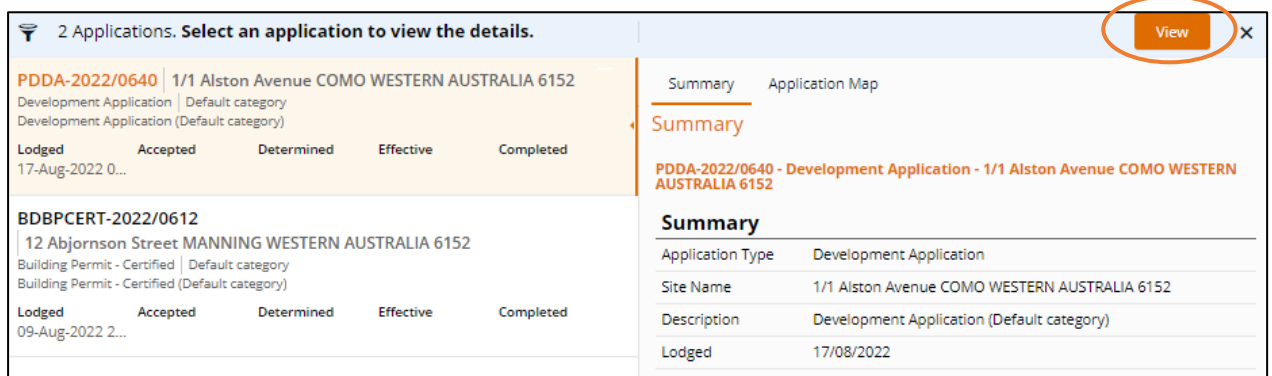 2 Applications. Select an application to view the details.
View
PDDA-2022/0640 1/1 Alston Avenue COMO WESTERN AUSTRALIA 6152
Development Application Default category
Development Application (Default category)
Lodged Accepted Determined Effective Completed
17-Aug-2022 0...
BDBPCERT-2022/0612
12 Abjornson Street MANNING WESTERN AUSTRALIA 6152
Building Permit - Certified Default category
Building Permit - Certified (Default category)
Lodged Accepted Determined Effective Completed
09-Aug-2022 2...
Summary Application Map
Summary
PDDA-2022/0640 - Development Application - 1/1 Alston Avenue COMO WESTERN
AUSTRALIA 6152
Summary
Application Type Development Application
Site Name 1/1 Alston Avenue COMO WESTERN AUSTRALIA 6152
Description Development Application (Default category)
Lodged 17/08/2022